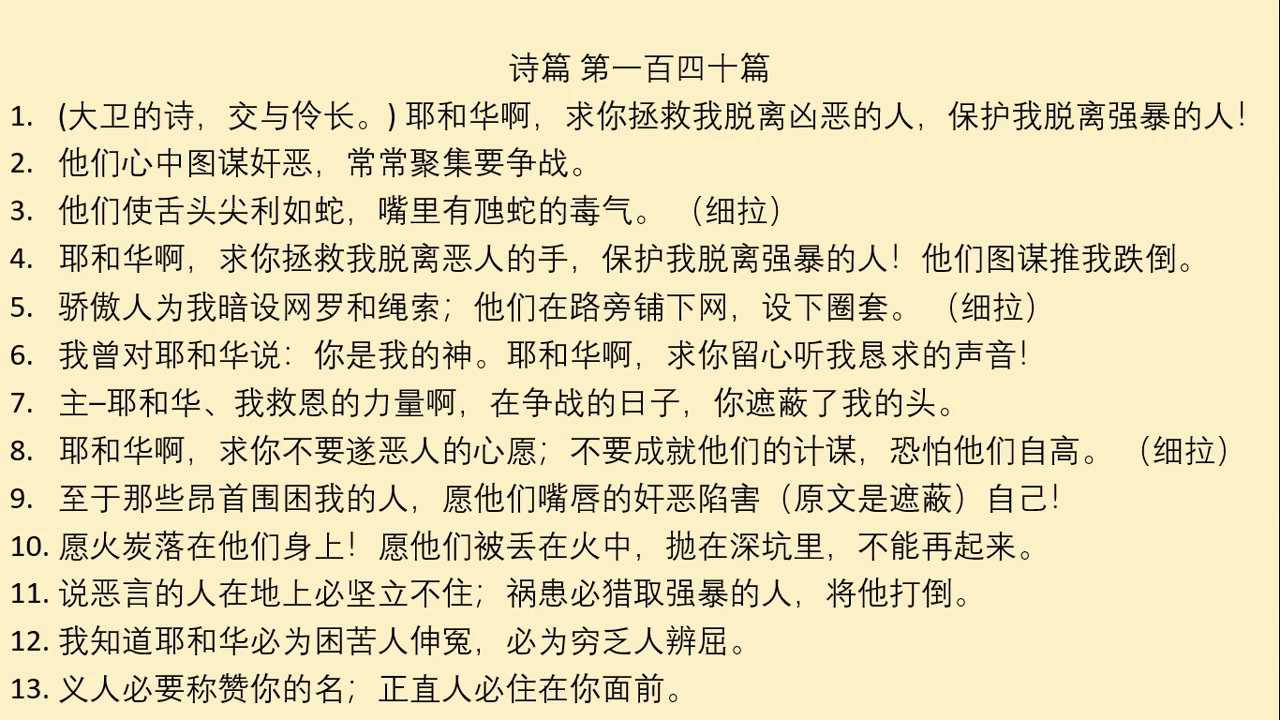 诗篇 第一百四十篇
1. (大卫的诗，交与伶长。) 耶和华啊，求你拯救我脱离凶恶的人，保护我脱离强暴的人！
2. 他们心中图谋奸恶，常常聚集要争战。
3. 他们使舌头尖利如蛇，嘴里有虺蛇的毒气。 （细拉）
4. 耶和华啊，求你拯救我脱离恶人的手，保护我脱离强暴的人！他们图谋推我跌倒。
5. 骄傲人为我暗设网罗和绳索；他们在路旁铺下网，设下圈套。 （细拉）
6. 我曾对耶和华说：你是我的神。耶和华啊，求你留心听我恳求的声音！
7. 主─耶和华、我救恩的力量啊，在争战的日子，你遮蔽了我的头。
8. 耶和华啊，求你不要遂恶人的心愿；不要成就他们的计谋，恐怕他们自高。 （细拉）
9. 至于那些昂首围困我的人，愿他们嘴唇的奸恶陷害（原文是遮蔽）自己！
10. 愿火炭落在他们身上！愿他们被丢在火中，抛在深坑里，不能再起来。
11. 说恶言的人在地上必坚立不住；祸患必猎取强暴的人，将他打倒。
12. 我知道耶和华必为困苦人伸冤，必为穷乏人辨屈。
13. 义人必要称赞你的名；正直人必住在你面前。